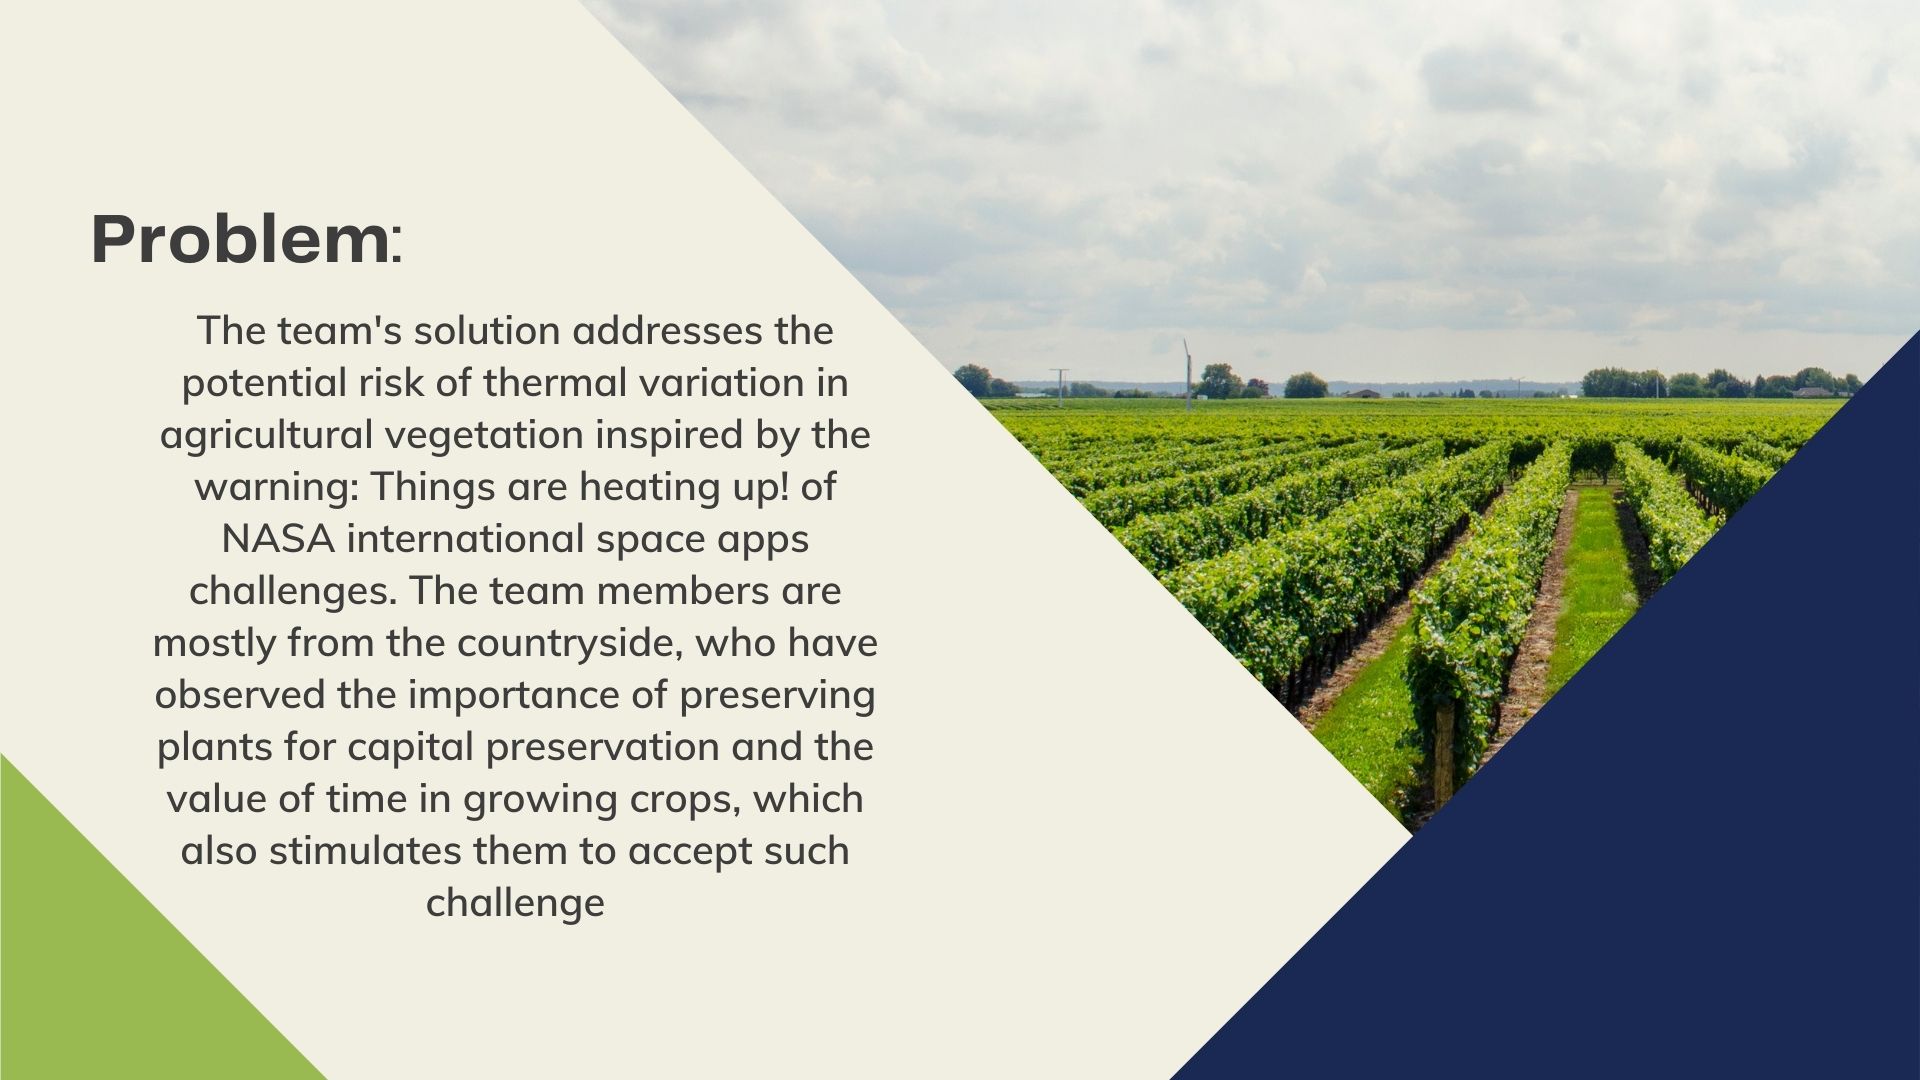 Problem:
The team's solution addresses the
potential risk of thermal variation in
agricultural vegetation inspired by the
warning: Things are heating up! of
NASA international space apps
challenges. The team members are
mostly from the countryside, who have
observed the importance of preserving
plants for capital preservation and the
value of time in growing crops, which
also stimulates them to accept such
challenge